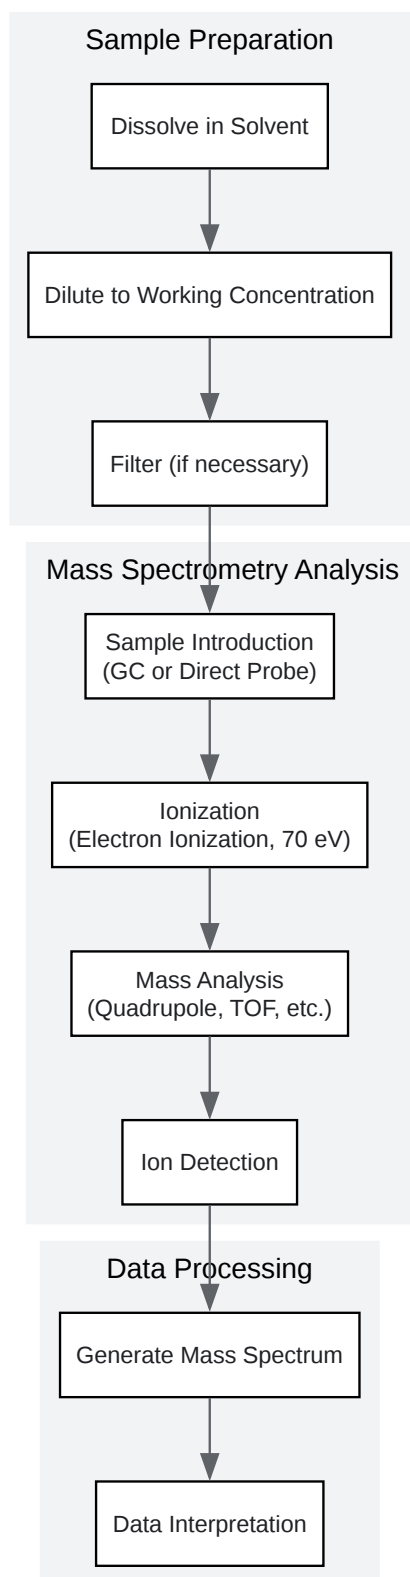 Sample Preparation
Dissolve in Solvent
Dilute to Working Concentration
Filter (if necessary)
Mass Spectrometry Analysis
Sample Introduction
(GC or Direct Probe)
Ionization
(Electron Ionization, 70 eV)
Mass Analysis
(Quadrupole, TOF, etc.)
Ion Detection
Data Processing
Generate Mass Spectrum
Data Interpretation